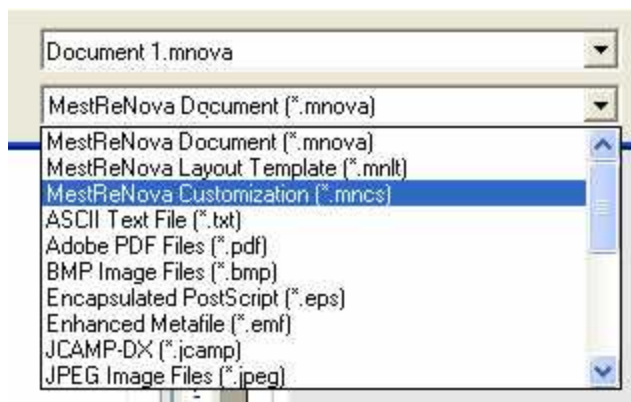 Document 1.mnova
MestReNova Document (*.mnova)
MestReNova Document (*.mnova)
MestReNova Layout Template (*.mnlt)
MestReNova Customization (*.mncs)
ASCII Text File (*.txt)
Adobe PDF Files (*.pdf)
BMP Image Files (*.bmp)
Encapsulated PostScript (*.eps)
Enhanced Metafile (*.emf)
JCAMP-DX (*.jcamp)
JPEG Image Files (*.jpeg)